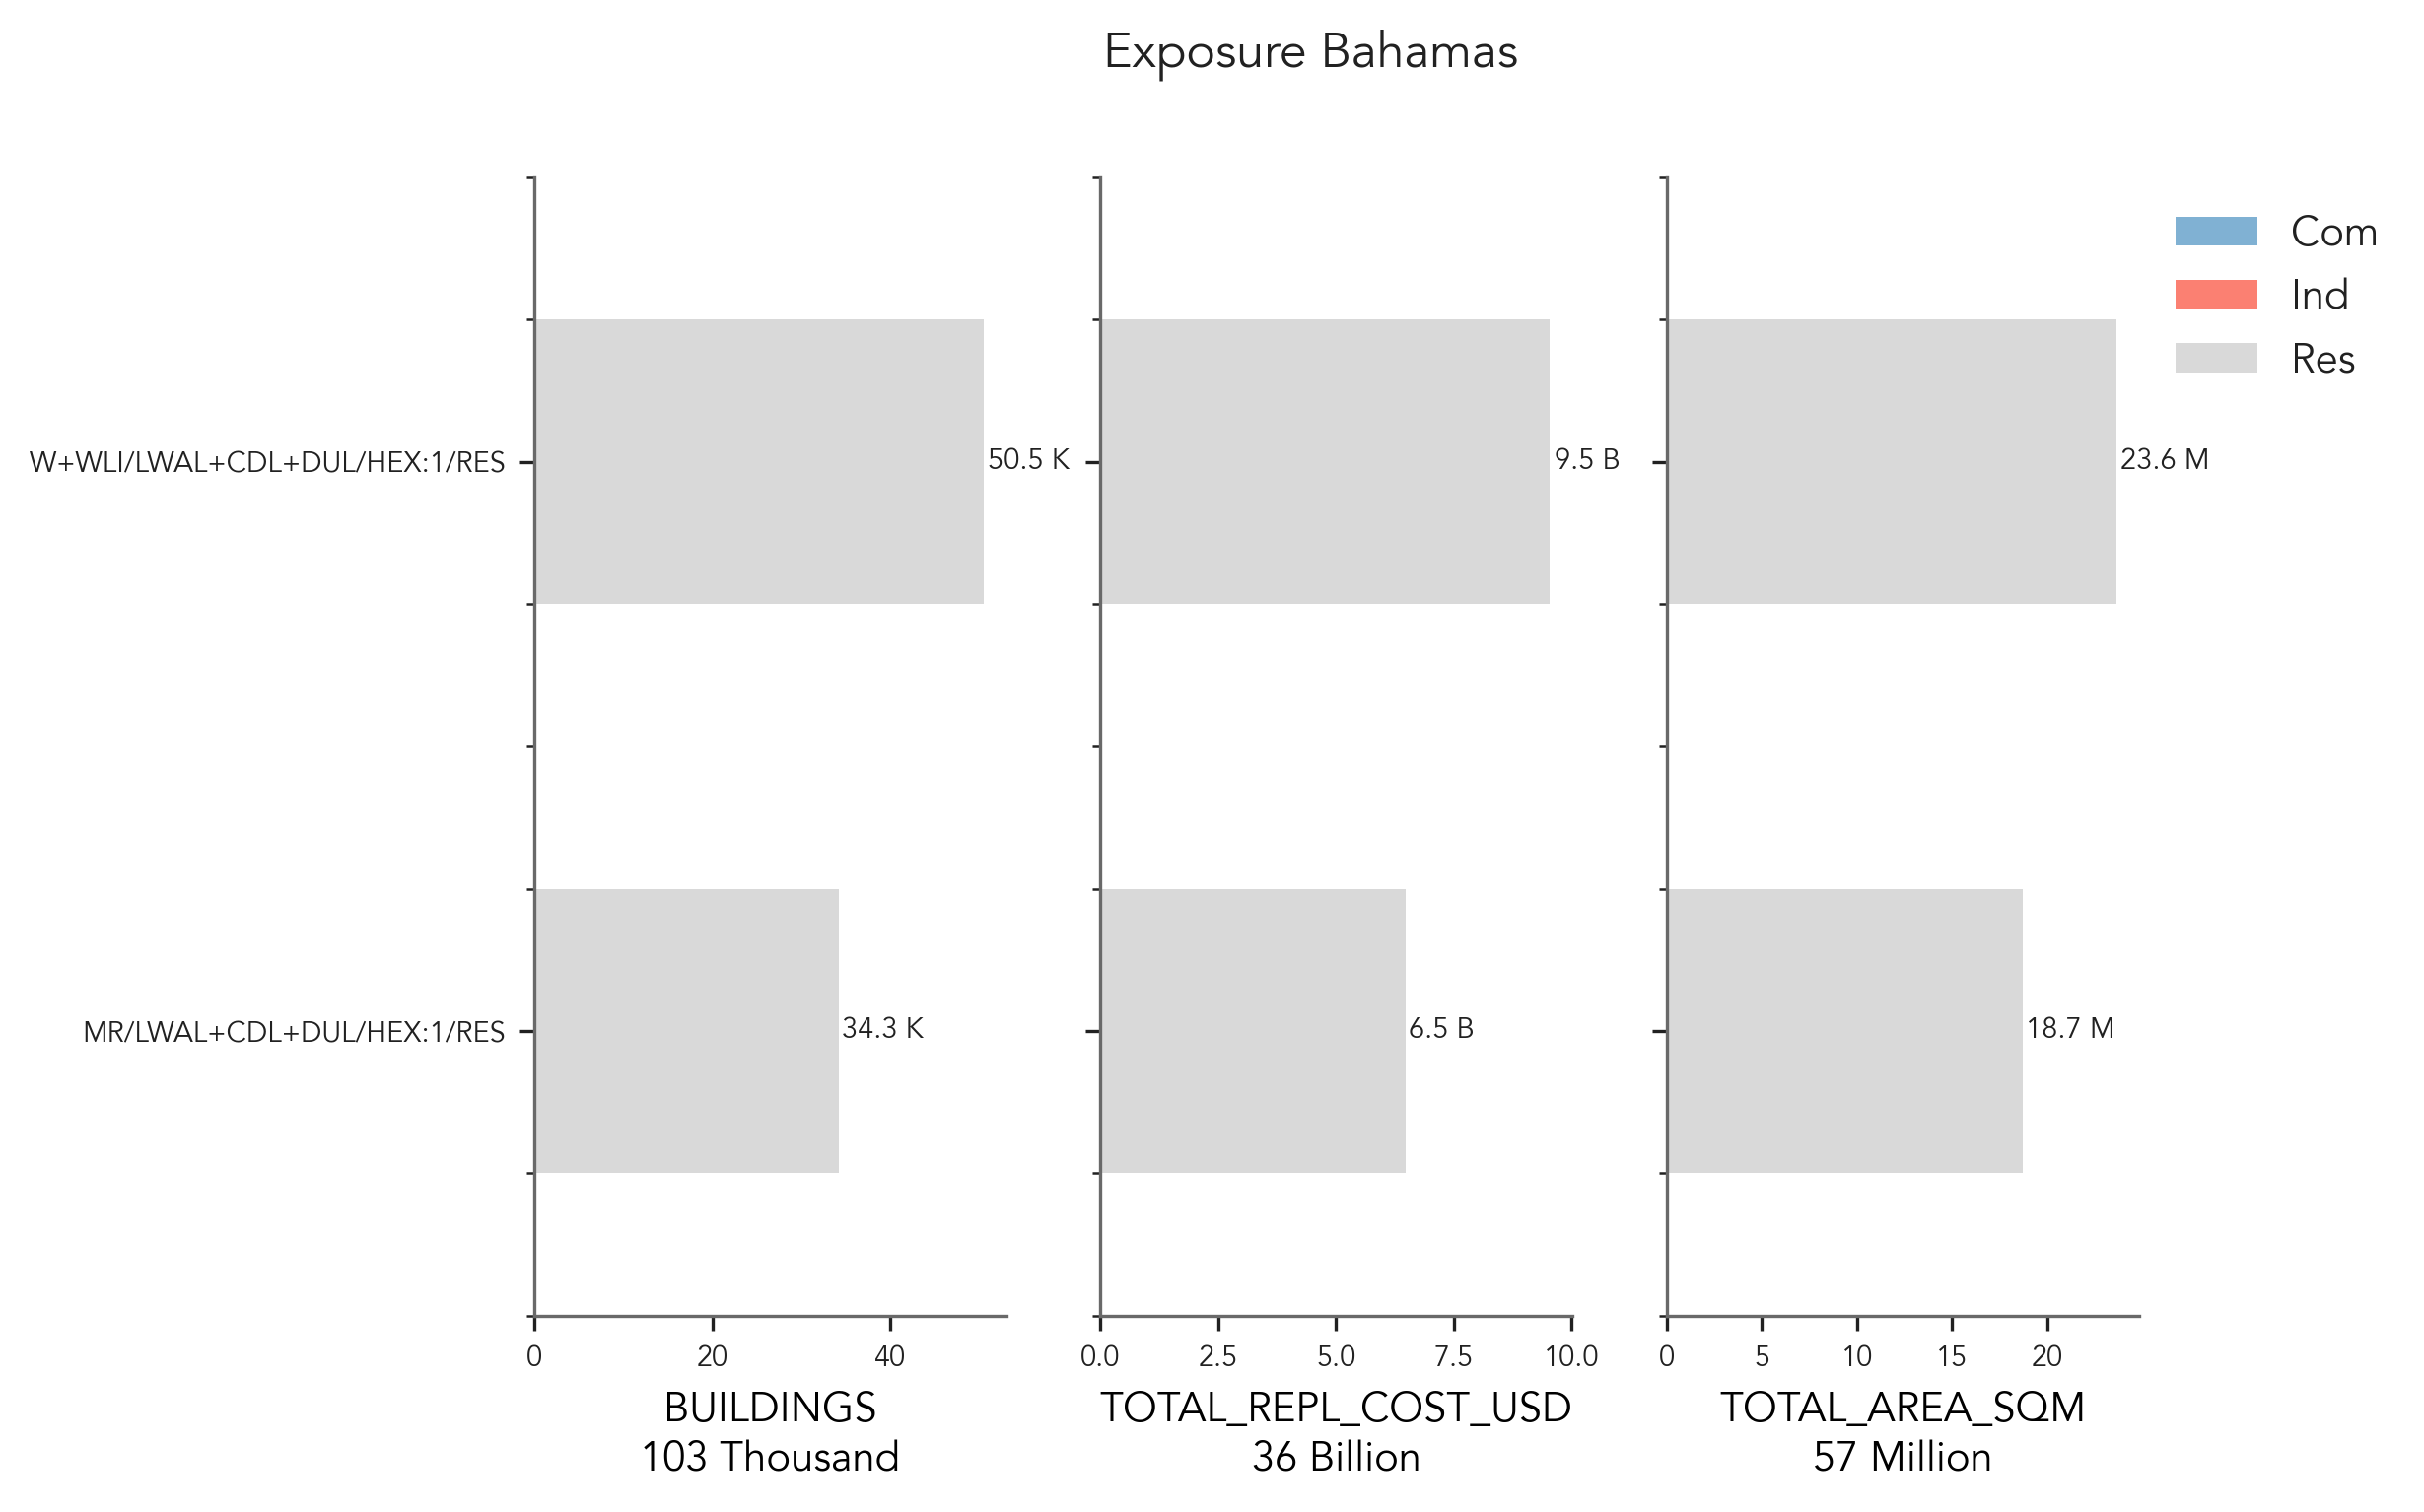 Exposure Bahamas
Com
Ind
Res
W+WLI/LWAL+CDL+DUL/HEX:1/RES
50.5 K
9.5 B
23.6 M
MR/LWAL+CDL+DUL/HEX:1/RES
34.3 K
6.5 B
18.7 M
0 20 40
0.0 2.5 5.0 7.5 10.0
0 5 10 15 20
BUILDINGS
103 Thousand
TOTAL_REPL_COST_USD
36 Billion
TOTAL_AREA_SQM
57 Million